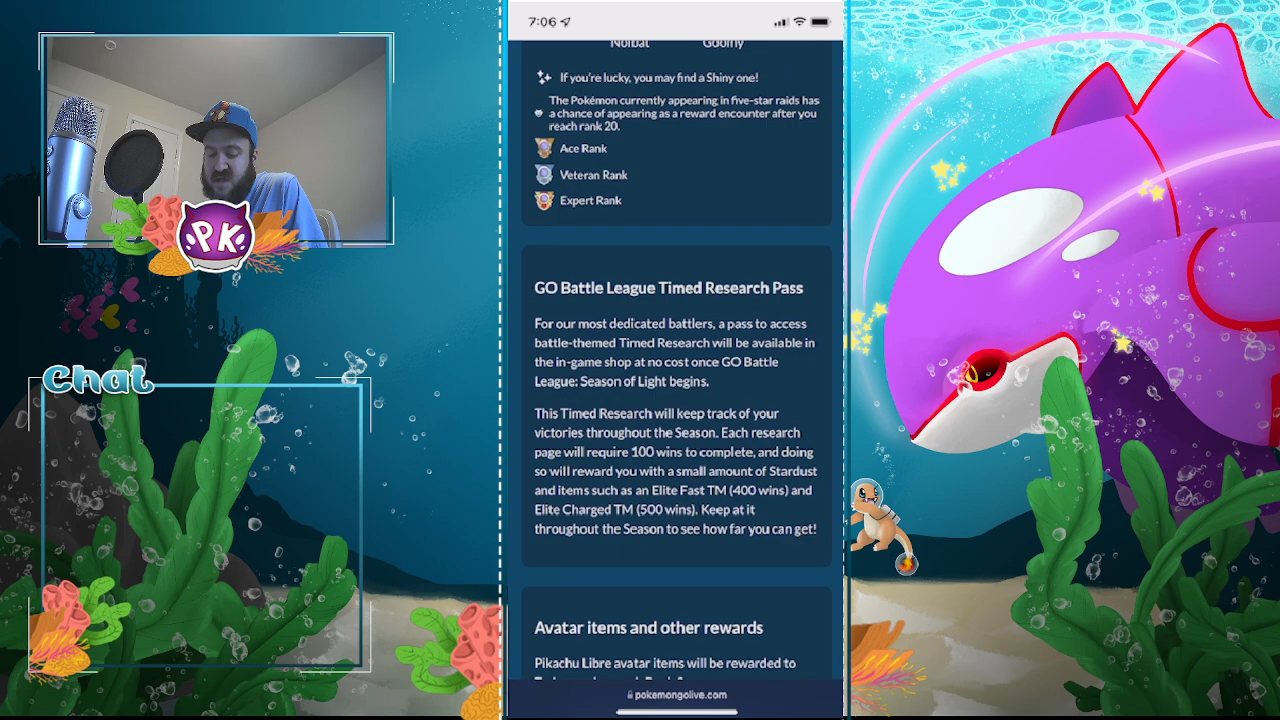 PK
Chat
7:06
Noibat Goomy
If you're lucky, you may find a Shiny one!
The Pokémon currently appearing in five-star raids has
a chance of appearing as a reward encounter after you
reach rank 20.
Ace Rank
Veteran Rank
Expert Rank
GO Battle League Timed Research Pass
For our most dedicated battlers, a pass to access
battle-themed Timed Research will be available in
the in-game shop at no cost once GO Battle
League: Season of Light begins.
This Timed Research will keep track of your
victories throughout the Season. Each research
page will require 100 wins to complete, and doing
so will reward you with a small amount of Stardust
and items such as an Elite Fast TM (400 wins) and
Elite Charged TM (500 wins). Keep at it
throughout the Season to see how far you can get!
Avatar items and other rewards
Pikachu Libre avatar items will be rewarded to
pokemongolive.com